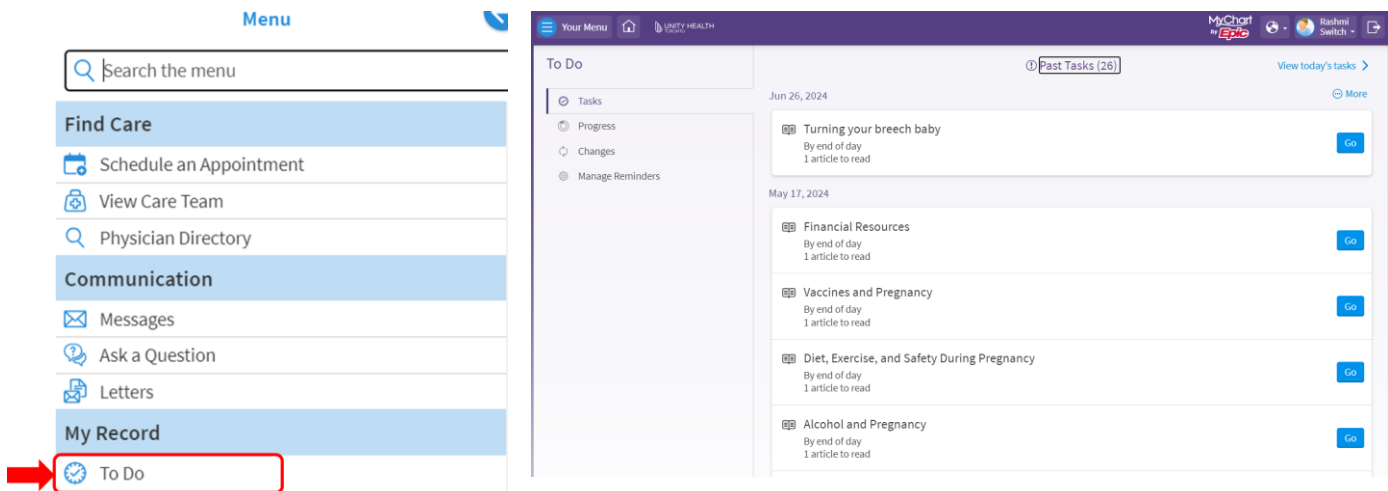 Menu
Search the menu
Find Care
Schedule an Appointment
View Care Team
Physician Directory
Communication
Messages
Ask a Question
Letters
My Record
To Do
Your Menu
UNITY HEALTH
TORONTO
MyChart
by Epic
Rashmi
Switch
To Do
Tasks
Progress
Changes
Manage Reminders
Past Tasks (26)
View today's tasks
Jun 26, 2024
More
Turning your breech baby
By end of day
1 article to read
Go
May 17, 2024
Financial Resources
By end of day
1 article to read
Go
Vaccines and Pregnancy
By end of day
1 article to read
Go
Diet, Exercise, and Safety During Pregnancy
By end of day
1 article to read
Go
Alcohol and Pregnancy
By end of day
1 article to read
Go